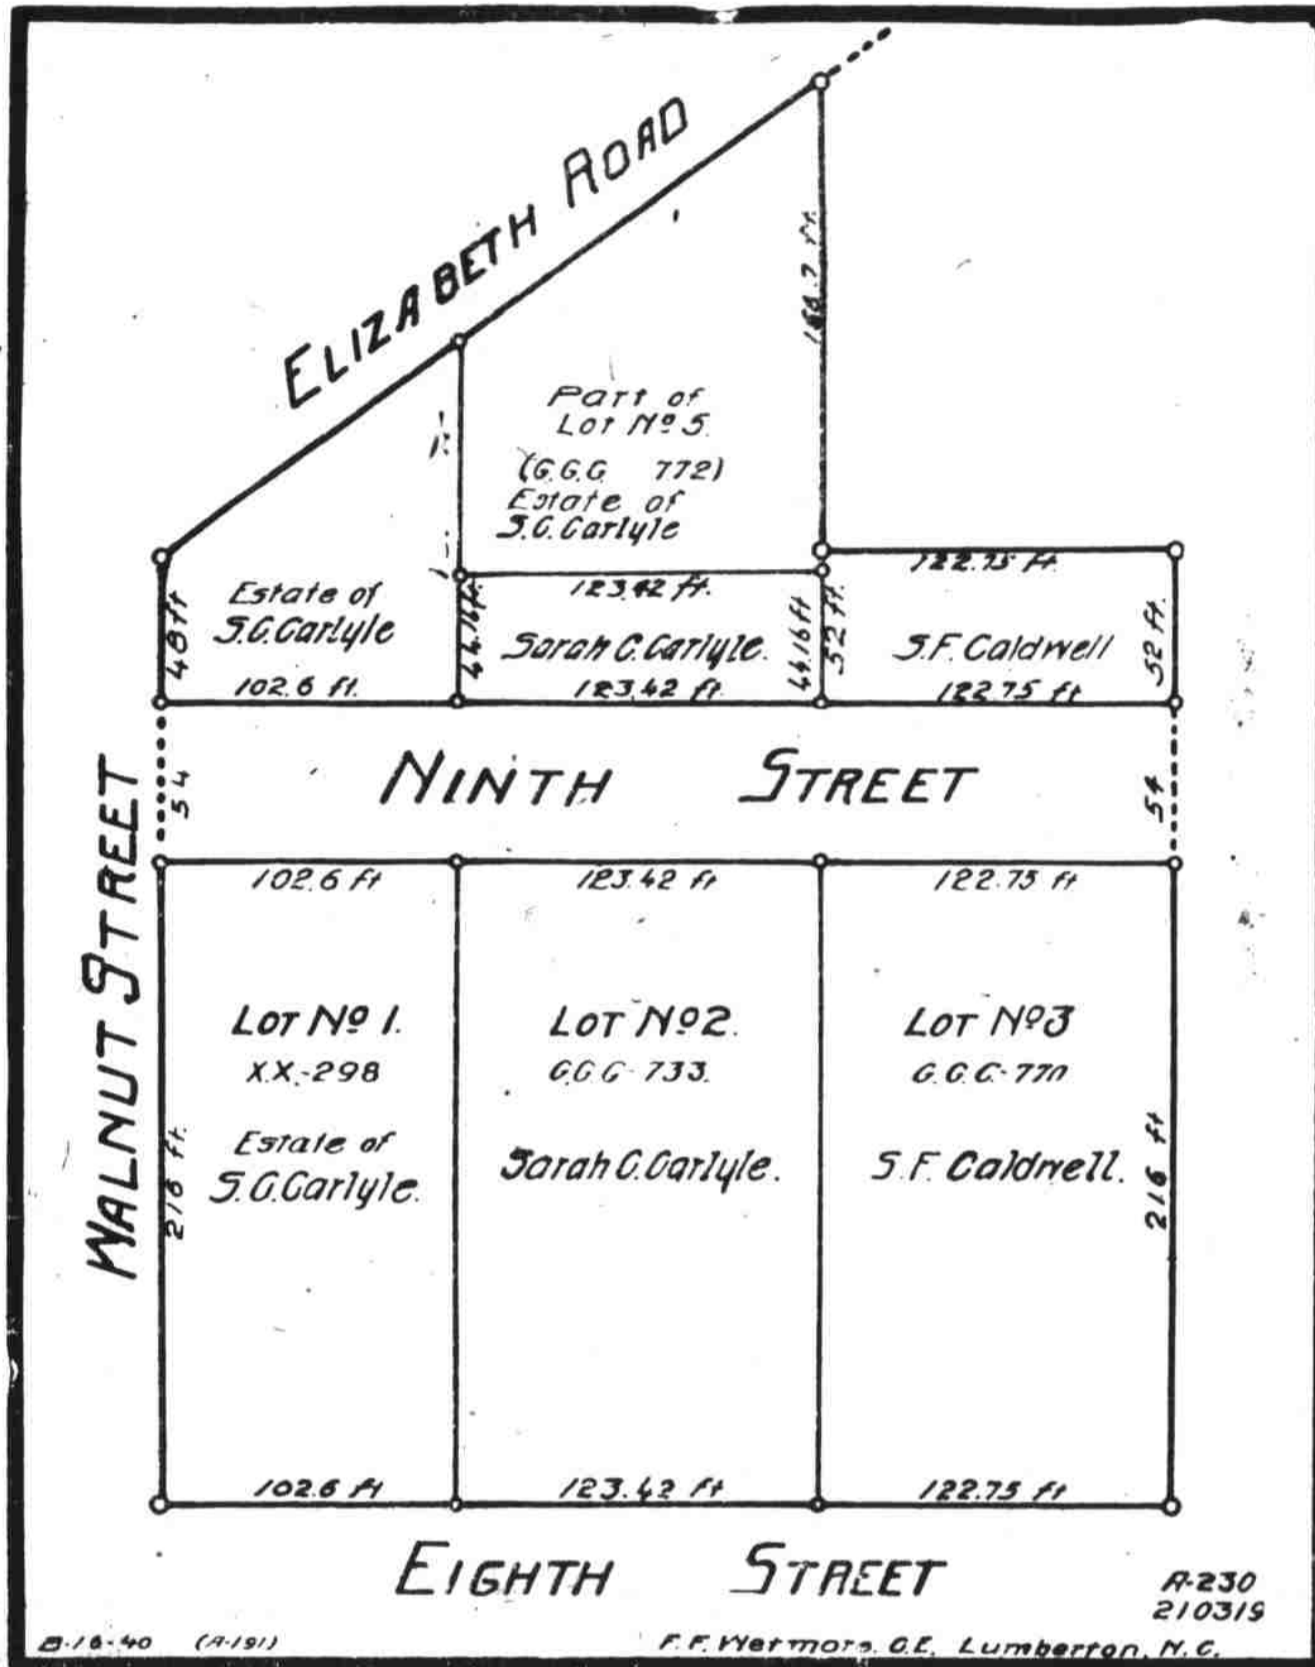 ELIZABETH ROAD
Part of
Lot Nº 5.
(G.G.G. 772)
Estate of
S.C. Carlyle
122.75 ft.
123.42 ft.
Estate of
S.C. Carlyle
48 ft
44.16 ft.
Sarah C. Carlyle.
44.16 ft
52 ft.
S.F. Caldwell
52 ft.
102.6 ft.
123.42 ft
122.75 ft
NINTH STREET
54
54
WALNUT STREET
102.6 ft
123.42 ft
122.75 ft
LOT Nº 1.
X.X.-298
Estate of
S.C. Carlyle.
LOT Nº 2.
G.G.G-733.
Sarah C. Carlyle.
LOT Nº 3
G.G.G-770
S.F. Caldwell.
216 ft.
216 ft
102.6 ft
123.42 ft
122.75 ft
EIGHTH STREET
A-230
210319
(A-191)
F.F. Wetmore, C.E. Lumberton, N.C.